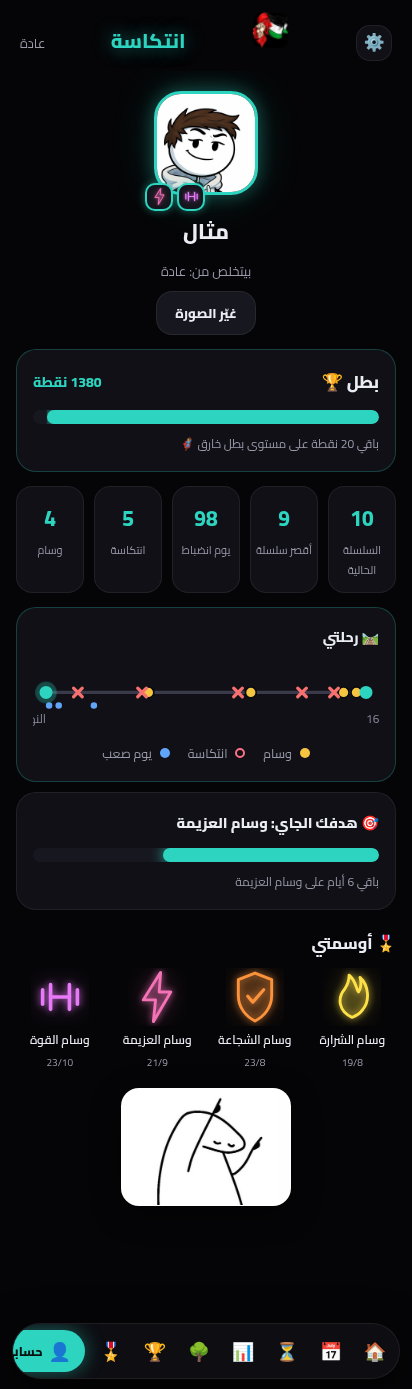 انتكاسة
عادة
مثال
بيتخلص من: عادة
غيّر الصورة
بطل 🏆
1380 نقطة
باقي 20 نقطة على مستوى بطل خارق 🦸
10
السلسلة الحالية
9
أقصر سلسلة
98
يوم انضباط
5
انتكاسة
4
وسام
🛤️ رحلتي
16
وسام
انتكاسة
يوم صعب
🎯 هدفك الجاي: وسام العزيمة
باقي 6 أيام على وسام العزيمة
🎖️ أوسمتي
وسام الشرارة
19/8
وسام الشجاعة
23/8
وسام العزيمة
21/9
وسام القوة
23/10